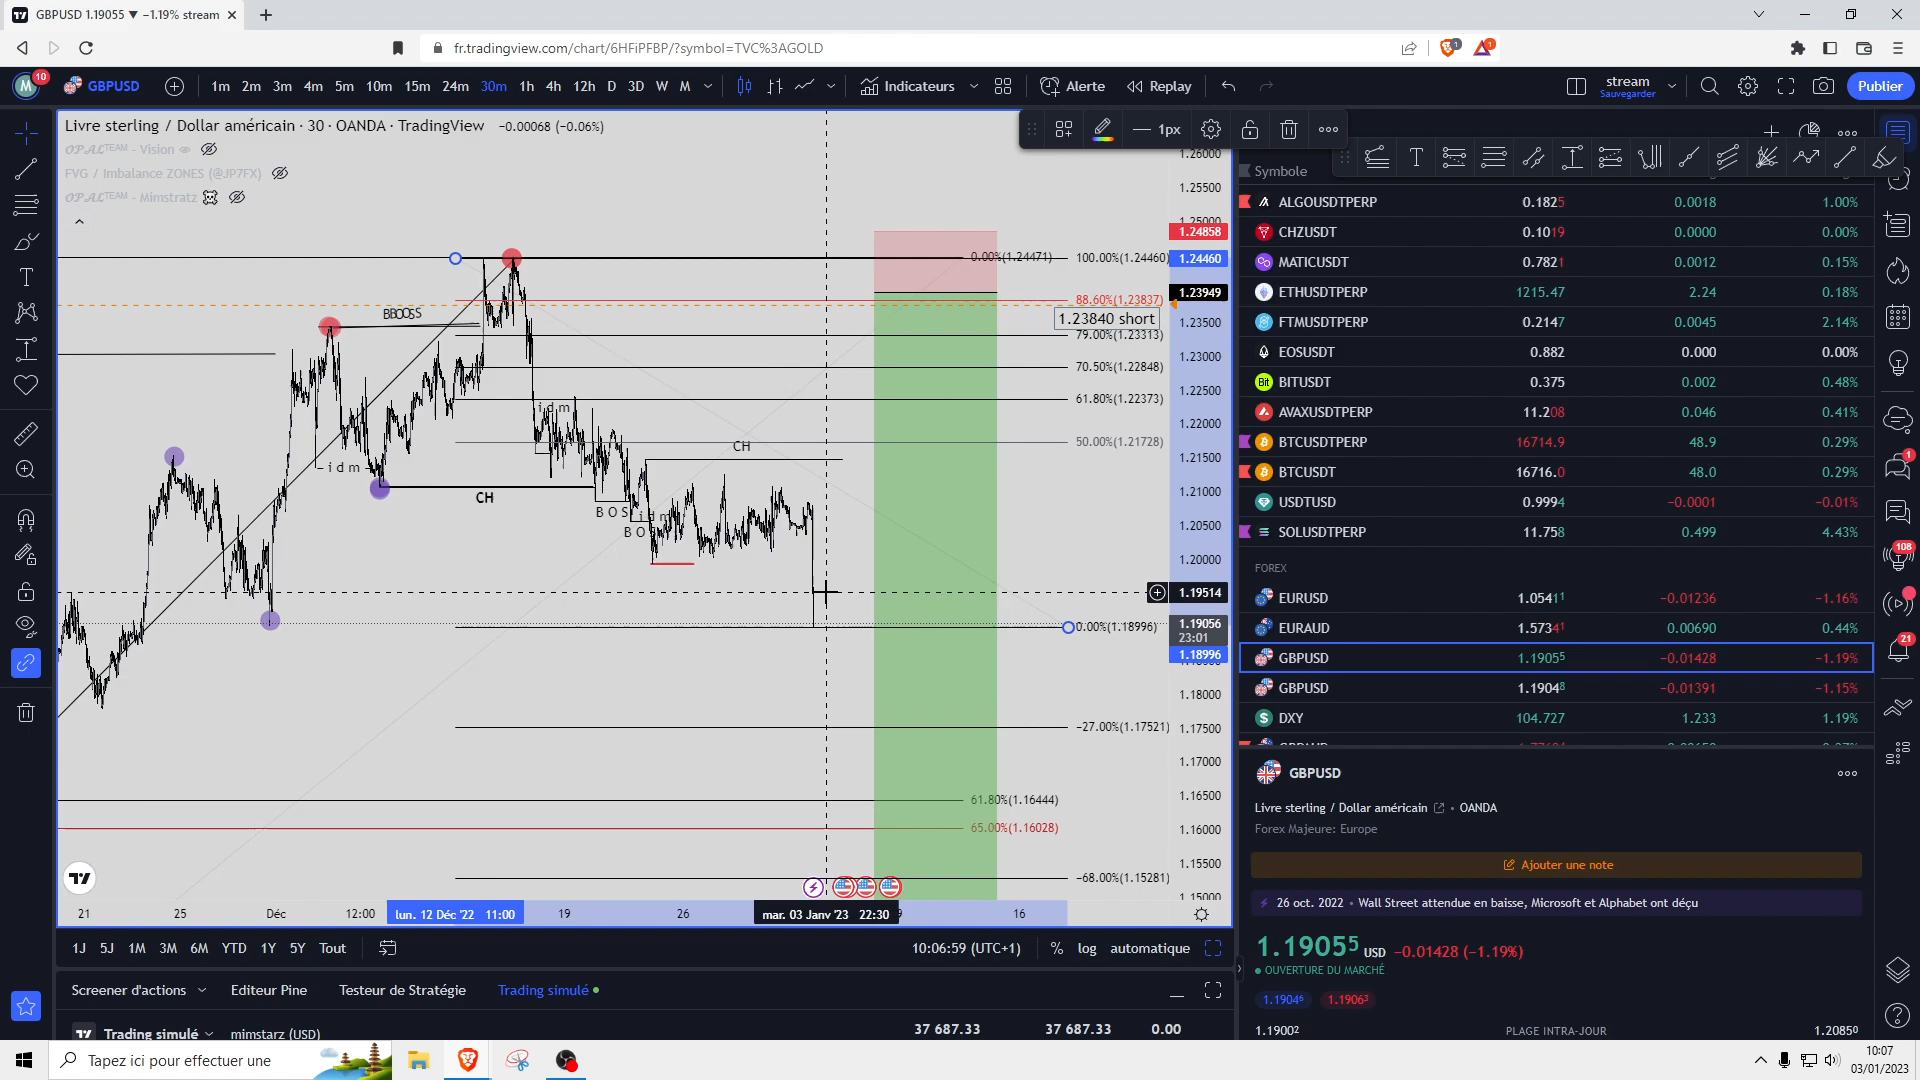 GBPUSD 1.19055 ▼ −1.19% stream
fr.tradingview.com/chart/6HFiPFBP/?symbol=TVC%3AGOLD
1
1
M
10
GBPUSD
1m 2m 3m 4m 5m 10m 15m 24m 30m 1h 4h 12h D 3D W M
Indicateurs
Alerte
Replay
stream
Sauvegarder
Publier
Livre sterling / Dollar américain · 30 · OANDA · TradingView −0.00068 (−0.06%)
OPALTEAM - Vision
FVG / Imbalance ZONES (@JP7FX)
OPALTEAM - Mimstratz
1px
1.26000
1.25500
1.25000
1.24858
1.24460
1.23949
1.23500
1.23000
1.22500
1.22000
1.21500
1.21000
1.20500
1.20000
1.19514
1.19056
23:01
1.18996
1.18000
1.17500
1.17000
1.16500
1.16000
1.15500
1.15000
0.00%(1.24471)
100.00%(1.24460)
88.60%(1.23837)
1.23840 short
79.00%(1.23313)
70.50%(1.22848)
61.80%(1.22373)
50.00%(1.21728)
0.00%(1.18996)
−27.00%(1.17521)
61.80%(1.16444)
65.00%(1.16028)
−68.00%(1.15281)
BOS
i d m
i d m
CH
CH
B O S
i d m
B O S
21 25 Déc 12:00 lun. 12 Déc '22 11:00 19 26 mar. 03 Janv '23 22:30 9 16
1J 5J 1M 3M 6M YTD 1Y 5Y Tout
10:06:59 (UTC+1) % log automatique
Screener d'actions Editeur Pine Testeur de Stratégie Trading simulé
Trading simulé mimstarz (USD) 37 687.33 37 687.33 0.00
Symbole
ALGOUSDTPERP 0.1825 0.0018 1.00%
CHZUSDT 0.1019 0.0000 0.00%
MATICUSDT 0.7821 0.0012 0.15%
ETHUSDTPERP 1215.47 2.24 0.18%
FTMUSDTPERP 0.2147 0.0045 2.14%
EOSUSDT 0.882 0.000 0.00%
BITUSDT 0.375 0.002 0.48%
AVAXUSDTPERP 11.208 0.046 0.41%
BTCUSDTPERP 16714.9 48.9 0.29%
BTCUSDT 16716.0 48.0 0.29%
USDTUSD 0.9994 −0.0001 −0.01%
SOLUSDTPERP 11.758 0.499 4.43%
FOREX
EURUSD 1.05411 −0.01236 −1.16%
EURAUD 1.57341 0.00690 0.44%
GBPUSD 1.19055 −0.01428 −1.19%
GBPUSD 1.19048 −0.01391 −1.15%
DXY 104.727 1.233 1.19%
GBPUSD
Livre sterling / Dollar américain • OANDA
Forex Majeure: Europe
Ajouter une note
26 oct. 2022 • Wall Street attendue en baisse, Microsoft et Alphabet ont déçu
1.19055 USD −0.01428 (−1.19%)
OUVERTURE DU MARCHÉ
1.19046 1.19063
1.19002 PLAGE INTRA-JOUR 1.20850
1
108
21
Tapez ici pour effectuer une
10:07
03/01/2023